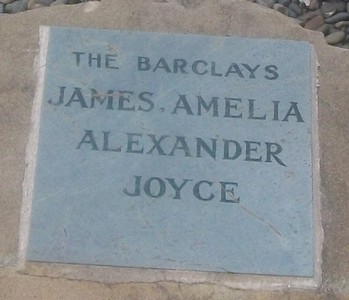 THE BARCLAYS
JAMES, AMELIA
ALEXANDER
JOYCE